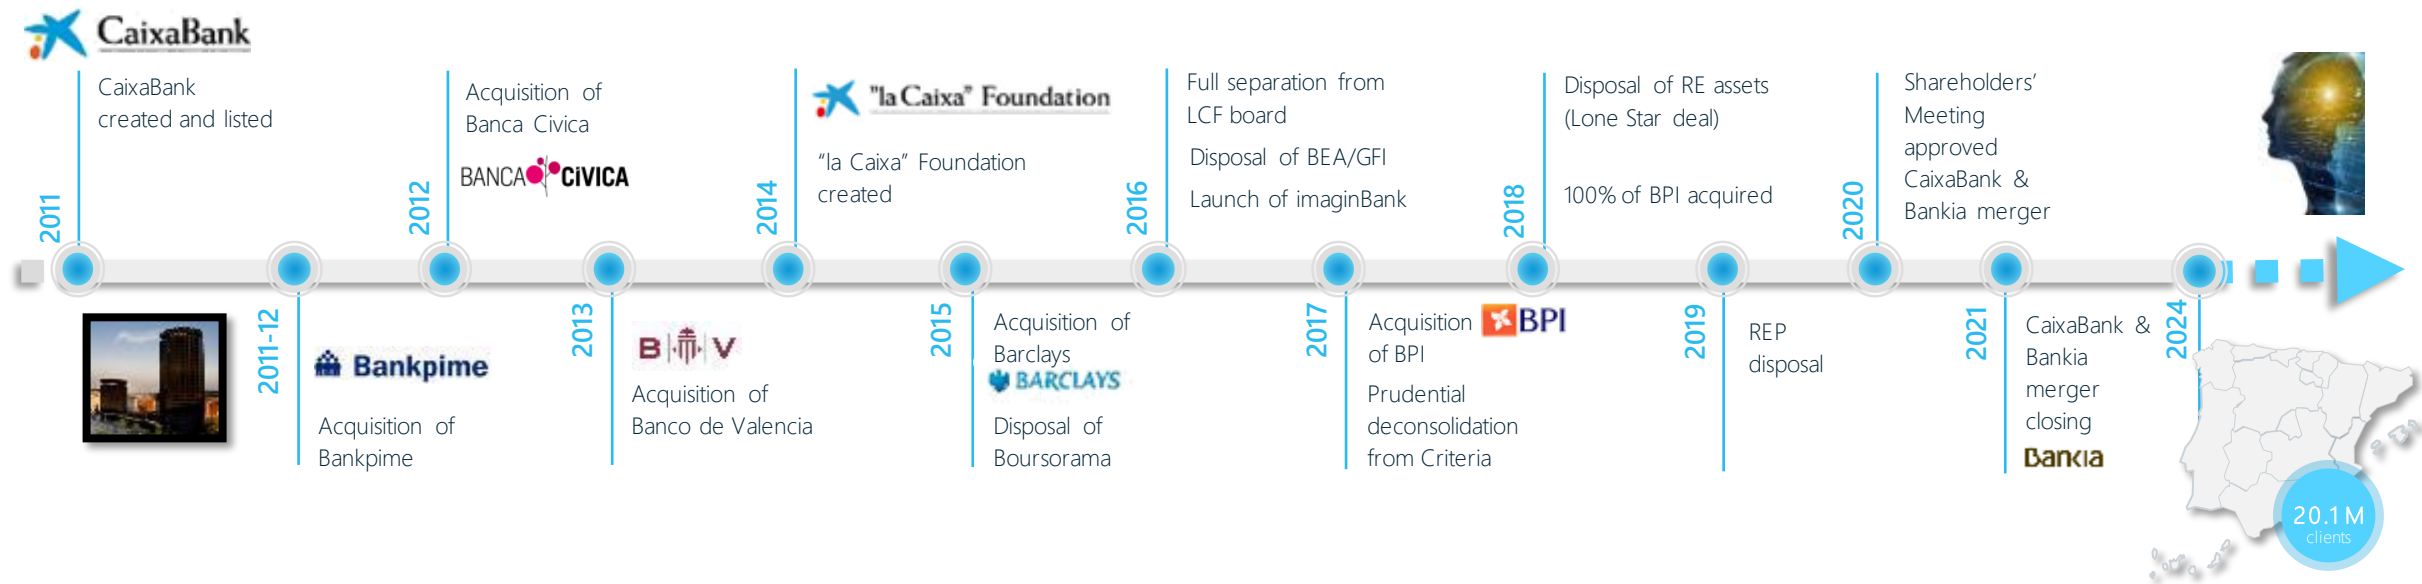 CaixaBank
2011
CaixaBank
created and listed
2011-12
Bankpime
Acquisition of
Bankpime
2012
Acquisition of
Banca Civica
BANCA CÍVICA
2013
B V
Acquisition of
Banco de Valencia
2014
"la Caixa" Foundation
“la Caixa” Foundation
created
2015
Acquisition of
Barclays
BARCLAYS
Disposal of
Boursorama
2016
Full separation from
LCF board
Disposal of BEA/GFI
Launch of imaginBank
2017
Acquisition
of BPI
BPI
Prudential
deconsolidation
from Criteria
2018
Disposal of RE assets
(Lone Star deal)
100% of BPI acquired
2019
REP
disposal
2020
Shareholders’
Meeting
approved
CaixaBank &
Bankia merger
2021
CaixaBank &
Bankia
merger
closing
Bankia
2024
20.1 M
clients